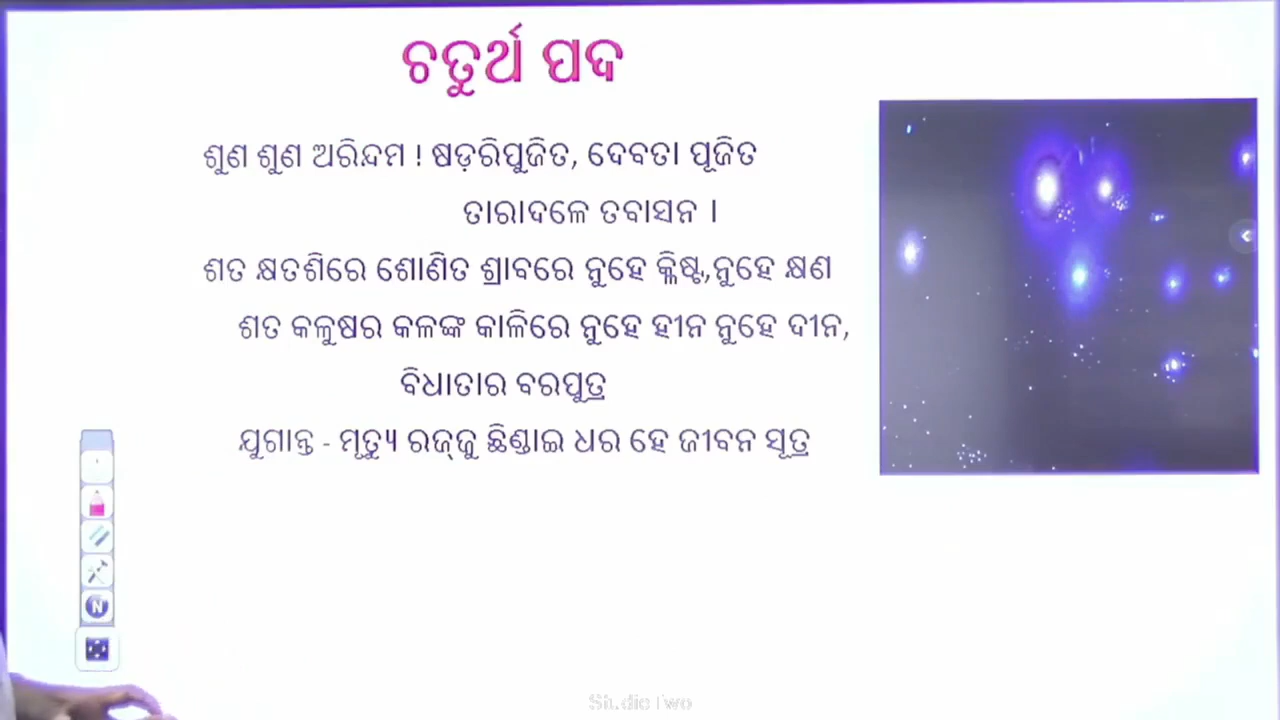 ଚତୁର୍ଥ ପଦ
ଶୁଣ ଶୁଣ ଅରିନ୍ଦମ ! ଷଡ଼ରିପୁଜିତ, ଦେବତା ପୂଜିତ
ତାରାଦଳେ ତବାସନ ।
ଶତ କ୍ଷତଶିରେ ଶୋଣିତ ଶ୍ରାବରେ ନୁହେ କ୍ଳିଷ୍ଟ,ନୁହେ କ୍ଷଣ
ଶତ କଳୁଷର କଳଙ୍କ କାଳିରେ ନୁହେ ହୀନ ନୁହେ ଦୀନ,
ବିଧାତାର ବରପୁତ୍ର
ଯୁଗାନ୍ତ - ମୃତ୍ୟୁ ରଜ୍ଜୁ ଛିଣ୍ଡାଇ ଧର ହେ ଜୀବନ ସୂତ୍ର
N